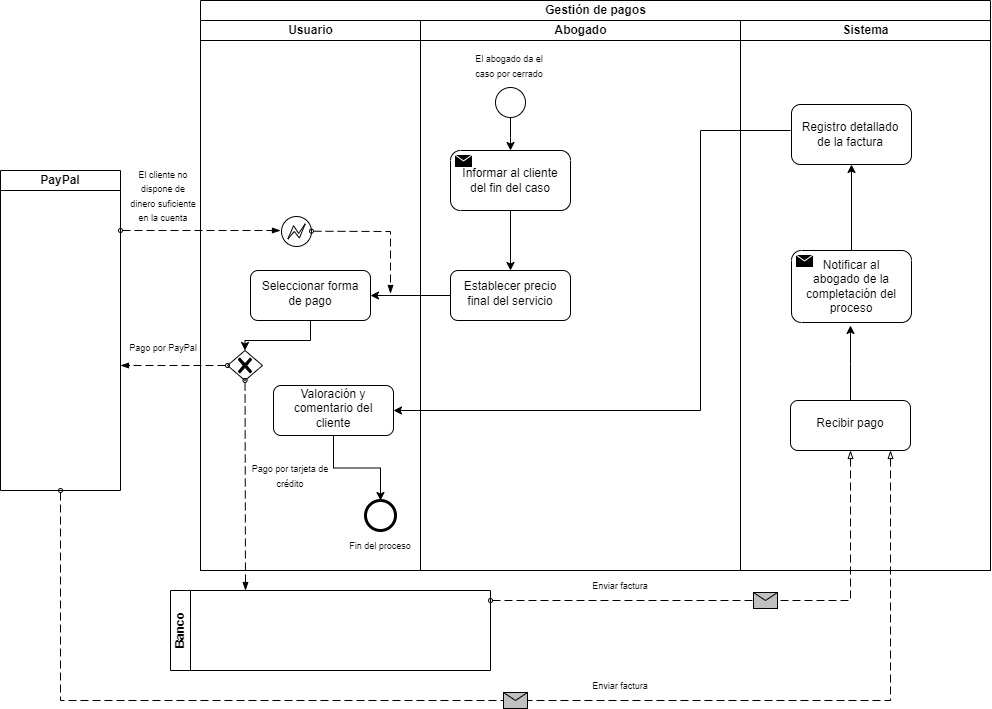 Gestión de pagos
Usuario
Abogado
Sistema
El abogado da el
caso por cerrado
Registro detallado
de la factura
Informar al cliente
del fin del caso
PayPal
El cliente no
dispone de
dinero suficiente
en la cuenta
Seleccionar forma
de pago
Establecer precio
final del servicio
Notificar al
abogado de la
completación del
proceso
Pago por PayPal
Valoración y
comentario del
cliente
Recibir pago
Pago por tarjeta de
crédito
Fin del proceso
Banco
Enviar factura
Enviar factura